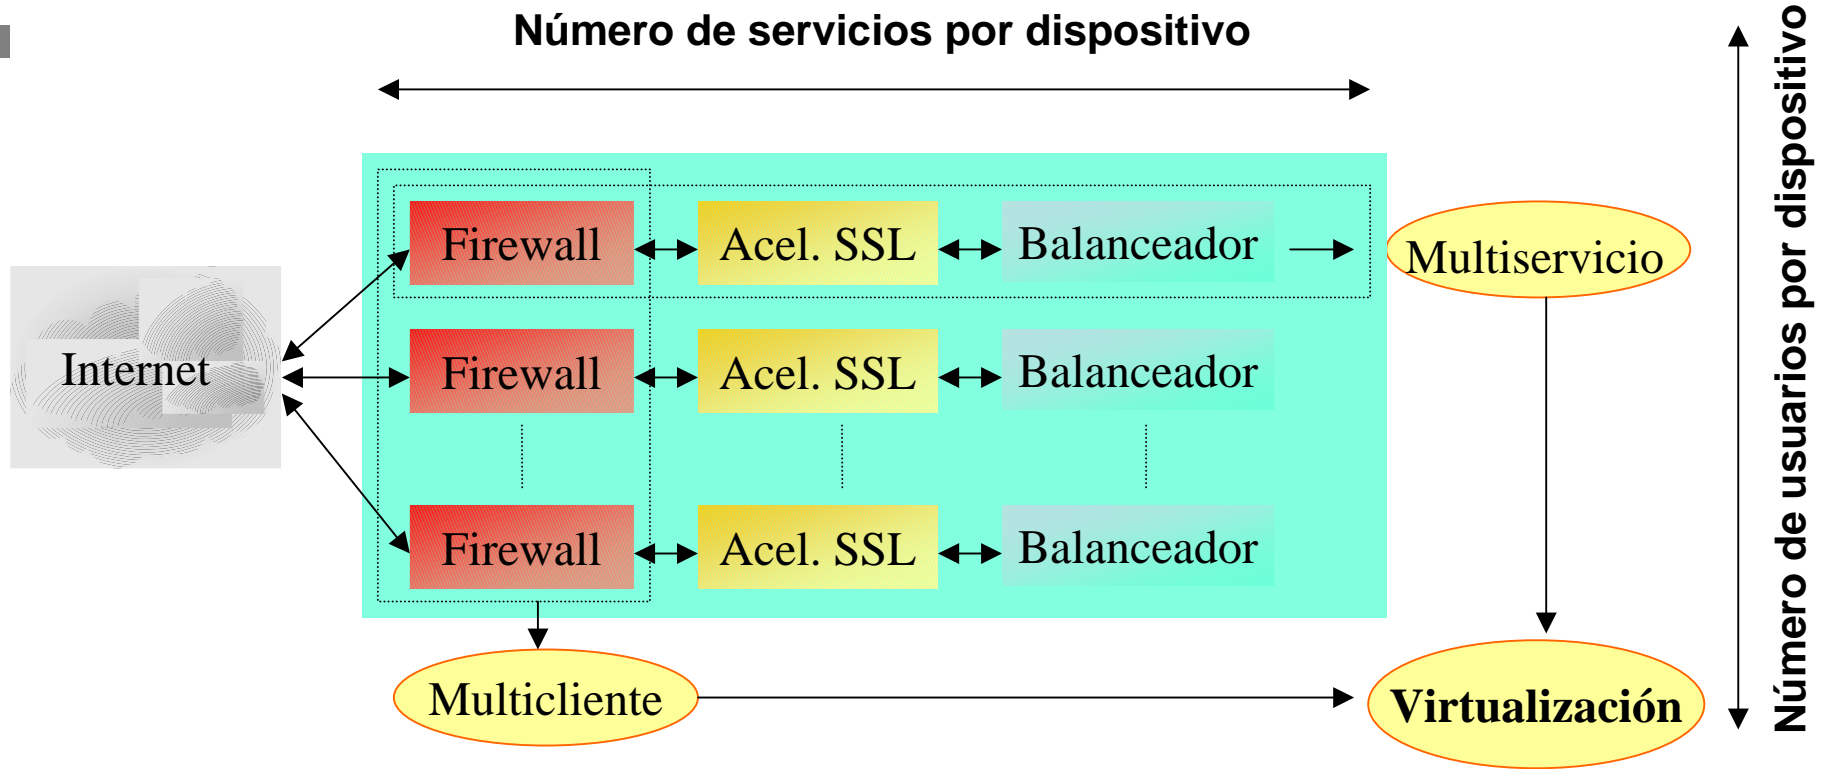 Número de servicios por dispositivo
Número de usuarios por dispositivo
Firewall
Acel. SSL
Balanceador
Multiservicio
Internet
Firewall
Acel. SSL
Balanceador
Firewall
Acel. SSL
Balanceador
Multicliente
Virtualización